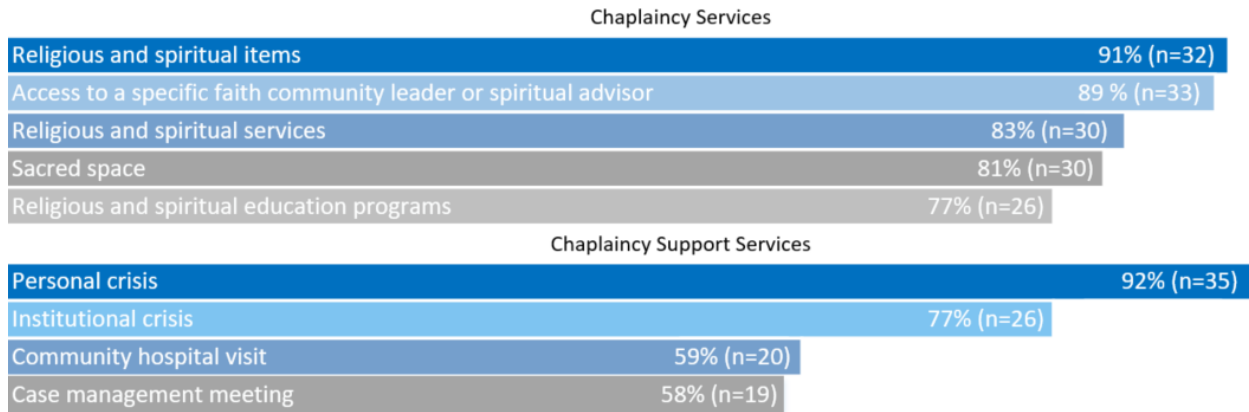 Chaplaincy Services
Religious and spiritual items 91% (n=32)
Access to a specific faith community leader or spiritual advisor 89 % (n=33)
Religious and spiritual services 83% (n=30)
Sacred space 81% (n=30)
Religious and spiritual education programs 77% (n=26)
Chaplaincy Support Services
Personal crisis 92% (n=35)
Institutional crisis 77% (n=26)
Community hospital visit 59% (n=20)
Case management meeting 58% (n=19)